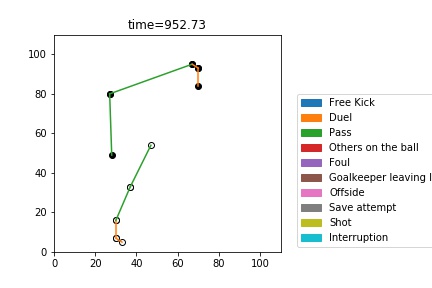 time=952.73
100
80
60
40
20
0
0 20 40 60 80 100
Free Kick
Duel
Pass
Others on the ball
Foul
Goalkeeper leaving l
Offside
Save attempt
Shot
Interruption